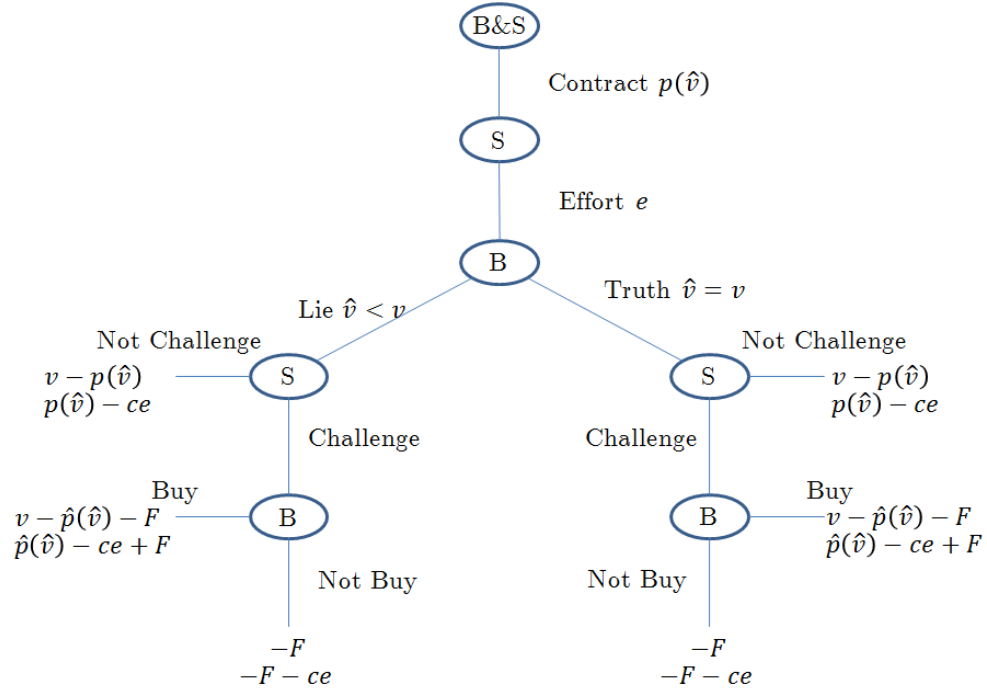 B&S
Contract p(v̂)
S
Effort e
B
Lie v̂ < v
Truth v̂ = v
Not Challenge
Not Challenge
v − p(v̂)
p(v̂) − ce
S
S
v − p(v̂)
p(v̂) − ce
Challenge
Challenge
Buy
v − p̂(v̂) − F
p̂(v̂) − ce + F
B
B
Buy
v − p̂(v̂) − F
p̂(v̂) − ce + F
Not Buy
Not Buy
−F
−F − ce
−F
−F − ce